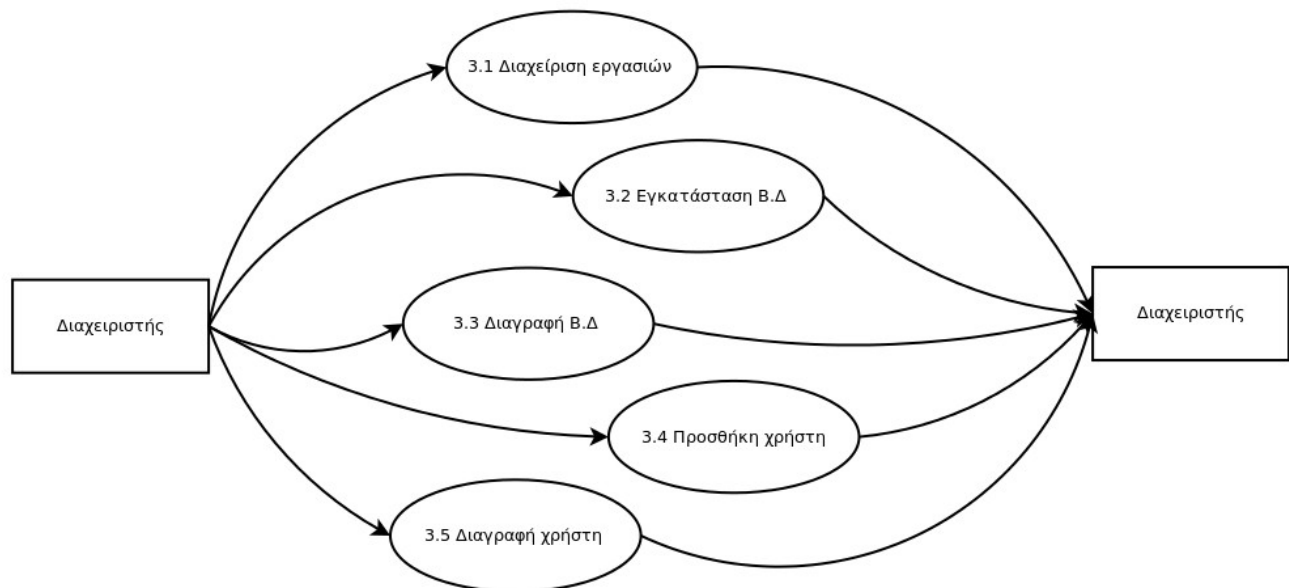 3.1 Διαχείριση εργασιών
3.2 Εγκατάσταση Β.Δ
Διαχειριστής
3.3 Διαγραφή Β.Δ
Διαχειριστής
3.4 Προσθήκη χρήστη
3.5 Διαγραφή χρήστη